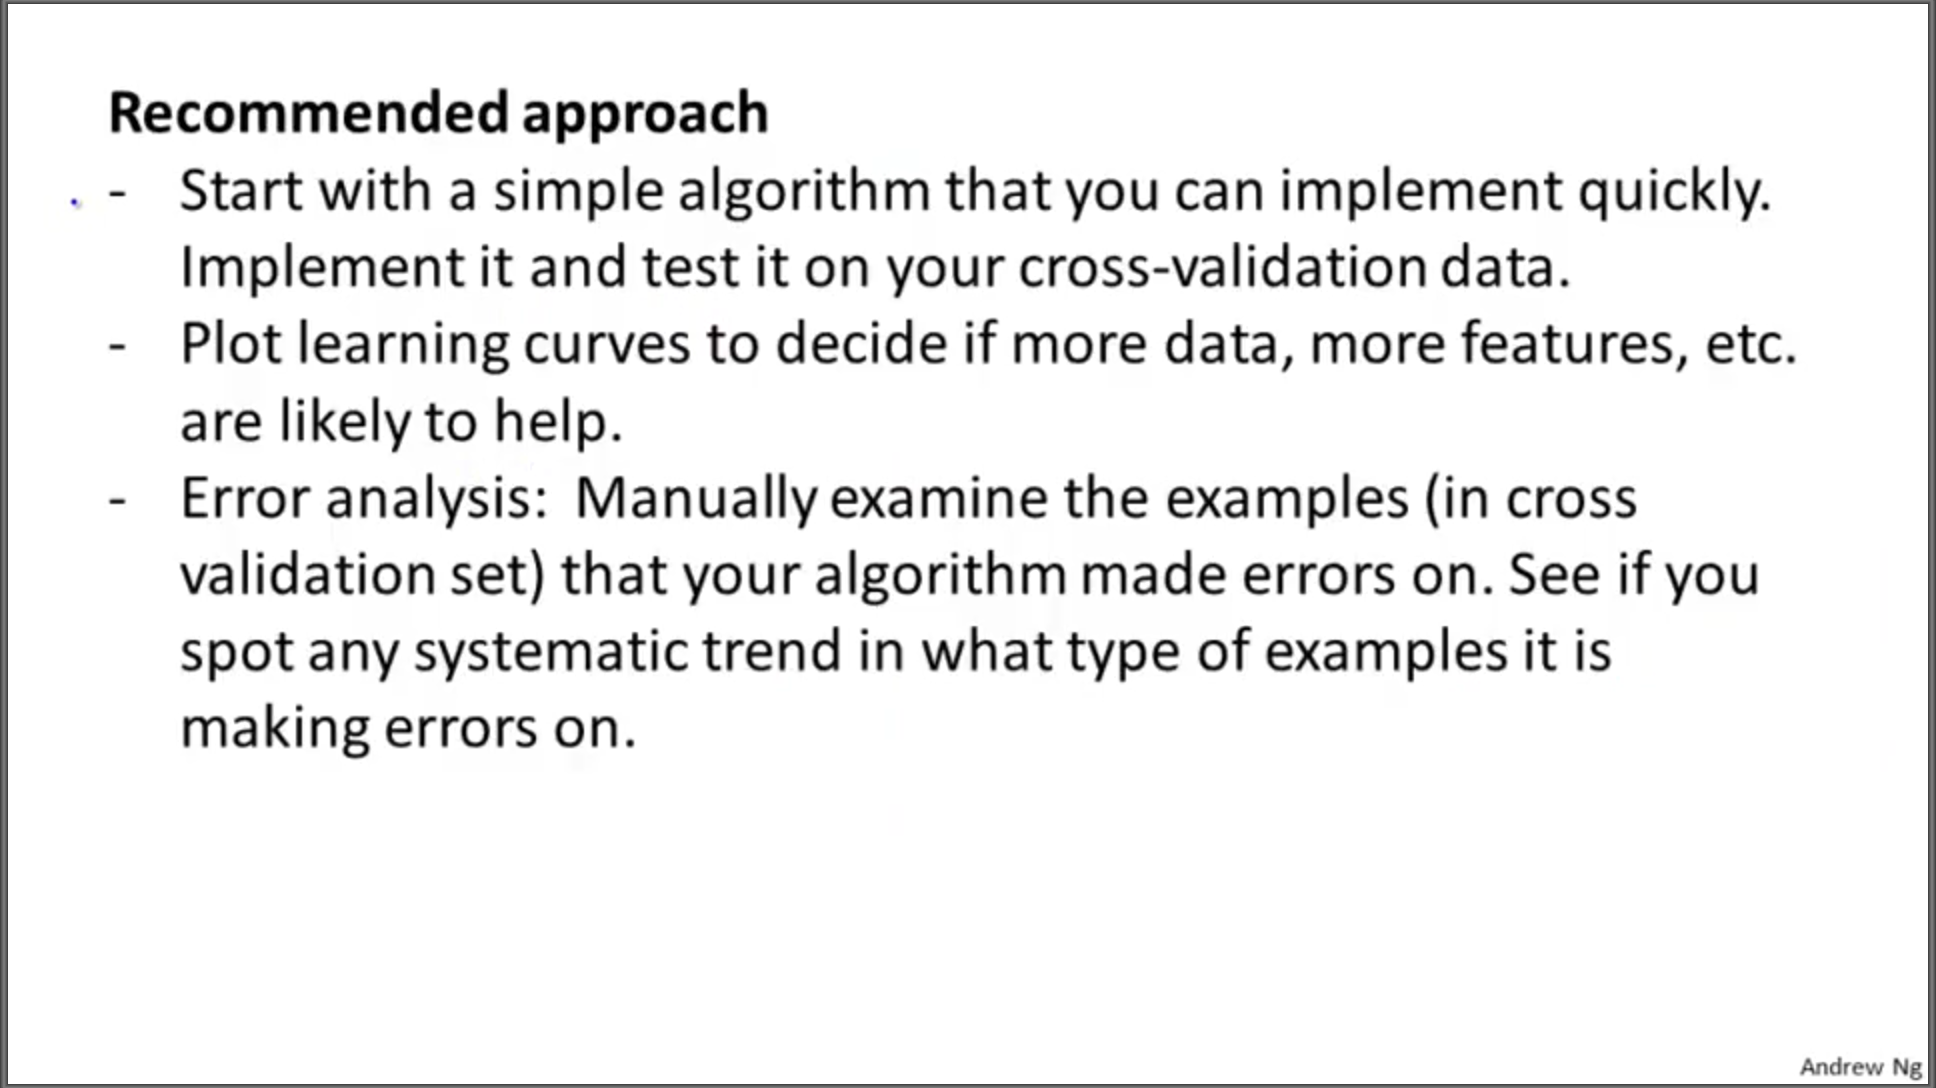 Recommended approach
- Start with a simple algorithm that you can implement quickly.
Implement it and test it on your cross-validation data.
- Plot learning curves to decide if more data, more features, etc.
are likely to help.
- Error analysis: Manually examine the examples (in cross
validation set) that your algorithm made errors on. See if you
spot any systematic trend in what type of examples it is
making errors on.
Andrew Ng